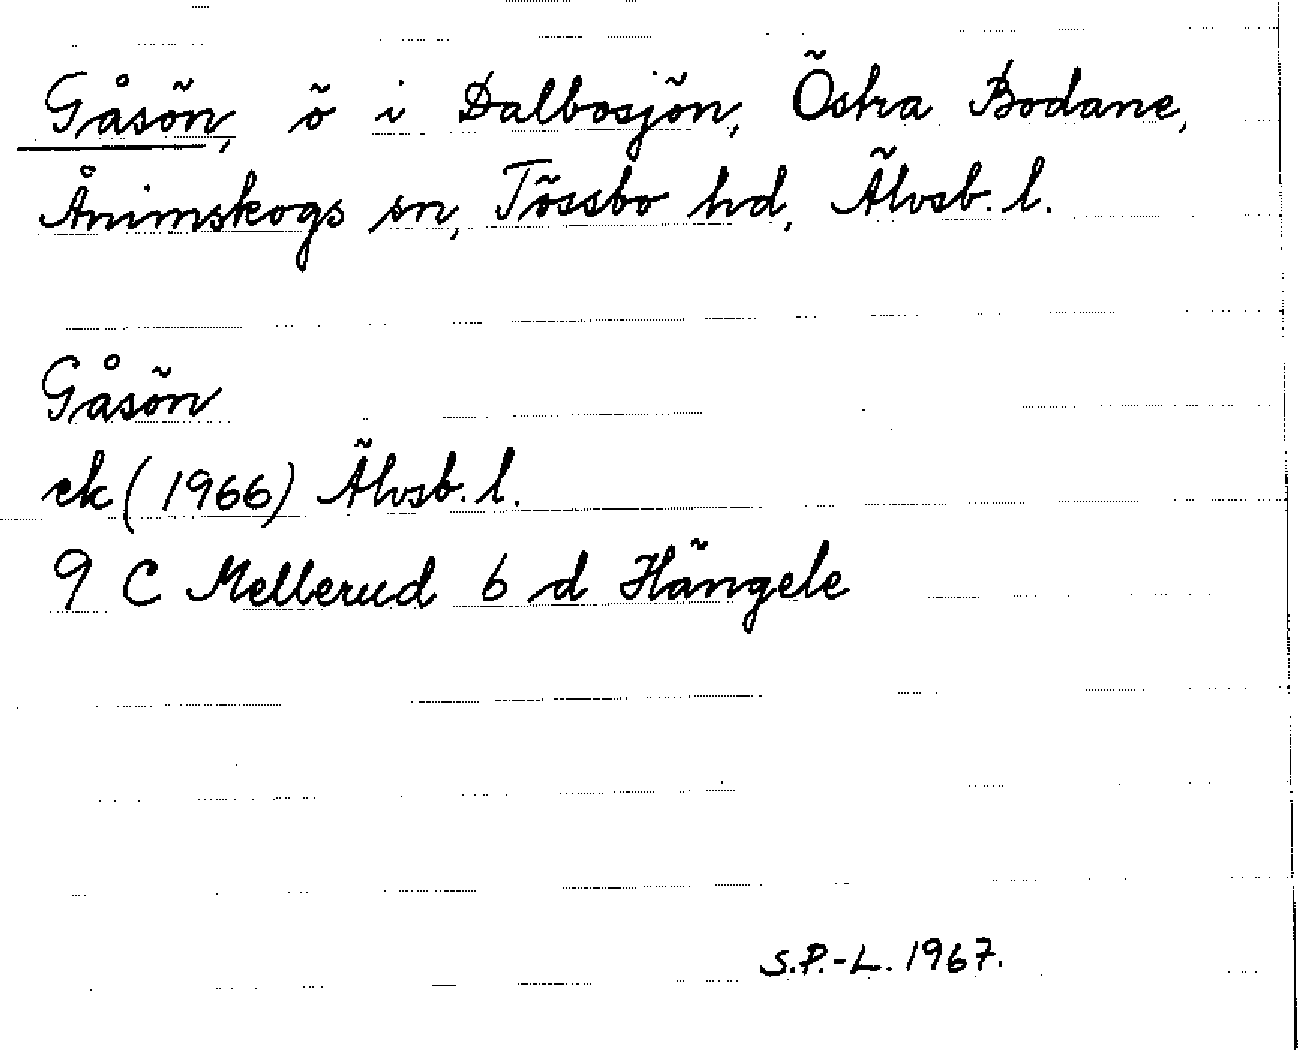 Gåsön, ö i Dalbosjön, Östra Bodane,
Ånimskogs sn, Tössbo hd, Älvsb. l.
Gåsön
ek (1966) Älvsb. l.
9 C Mellerud 6 d Hängele
S.P.-L. 1967.